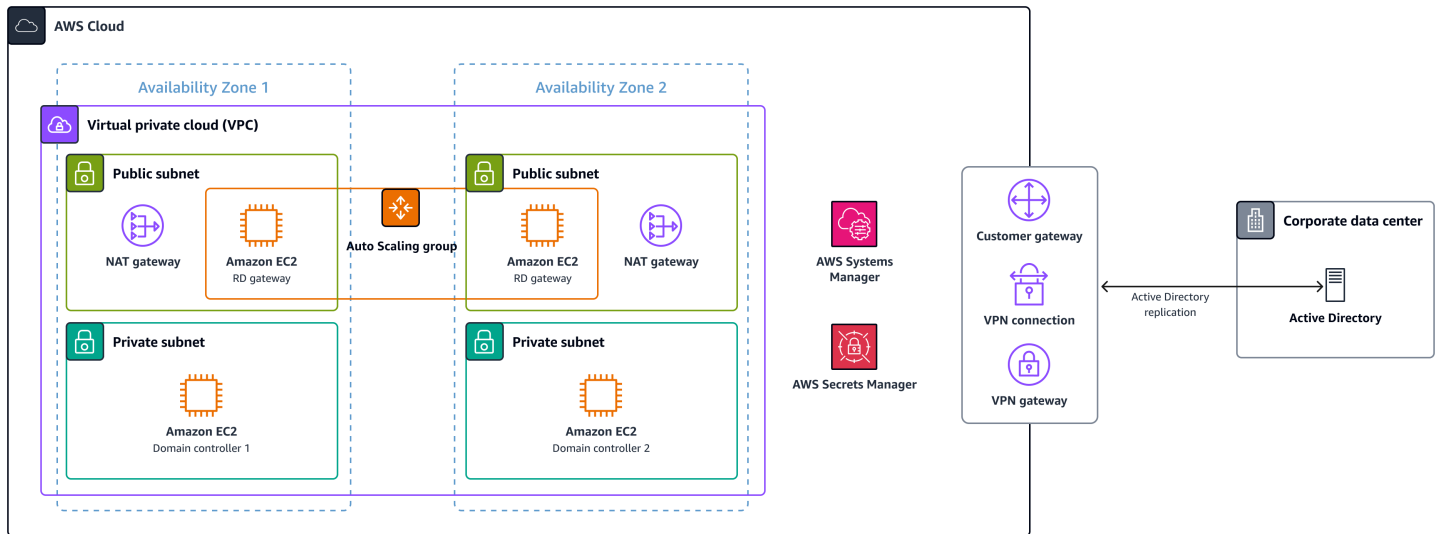 AWS Cloud
Availability Zone 1
Availability Zone 2
Virtual private cloud (VPC)
Public subnet
Public subnet
NAT gateway
Amazon EC2
RD gateway
Auto Scaling group
Amazon EC2
RD gateway
NAT gateway
Private subnet
Private subnet
Amazon EC2
Domain controller 1
Amazon EC2
Domain controller 2
AWS Systems
Manager
AWS Secrets Manager
Customer gateway
VPN connection
VPN gateway
Active Directory
replication
Corporate data center
Active Directory